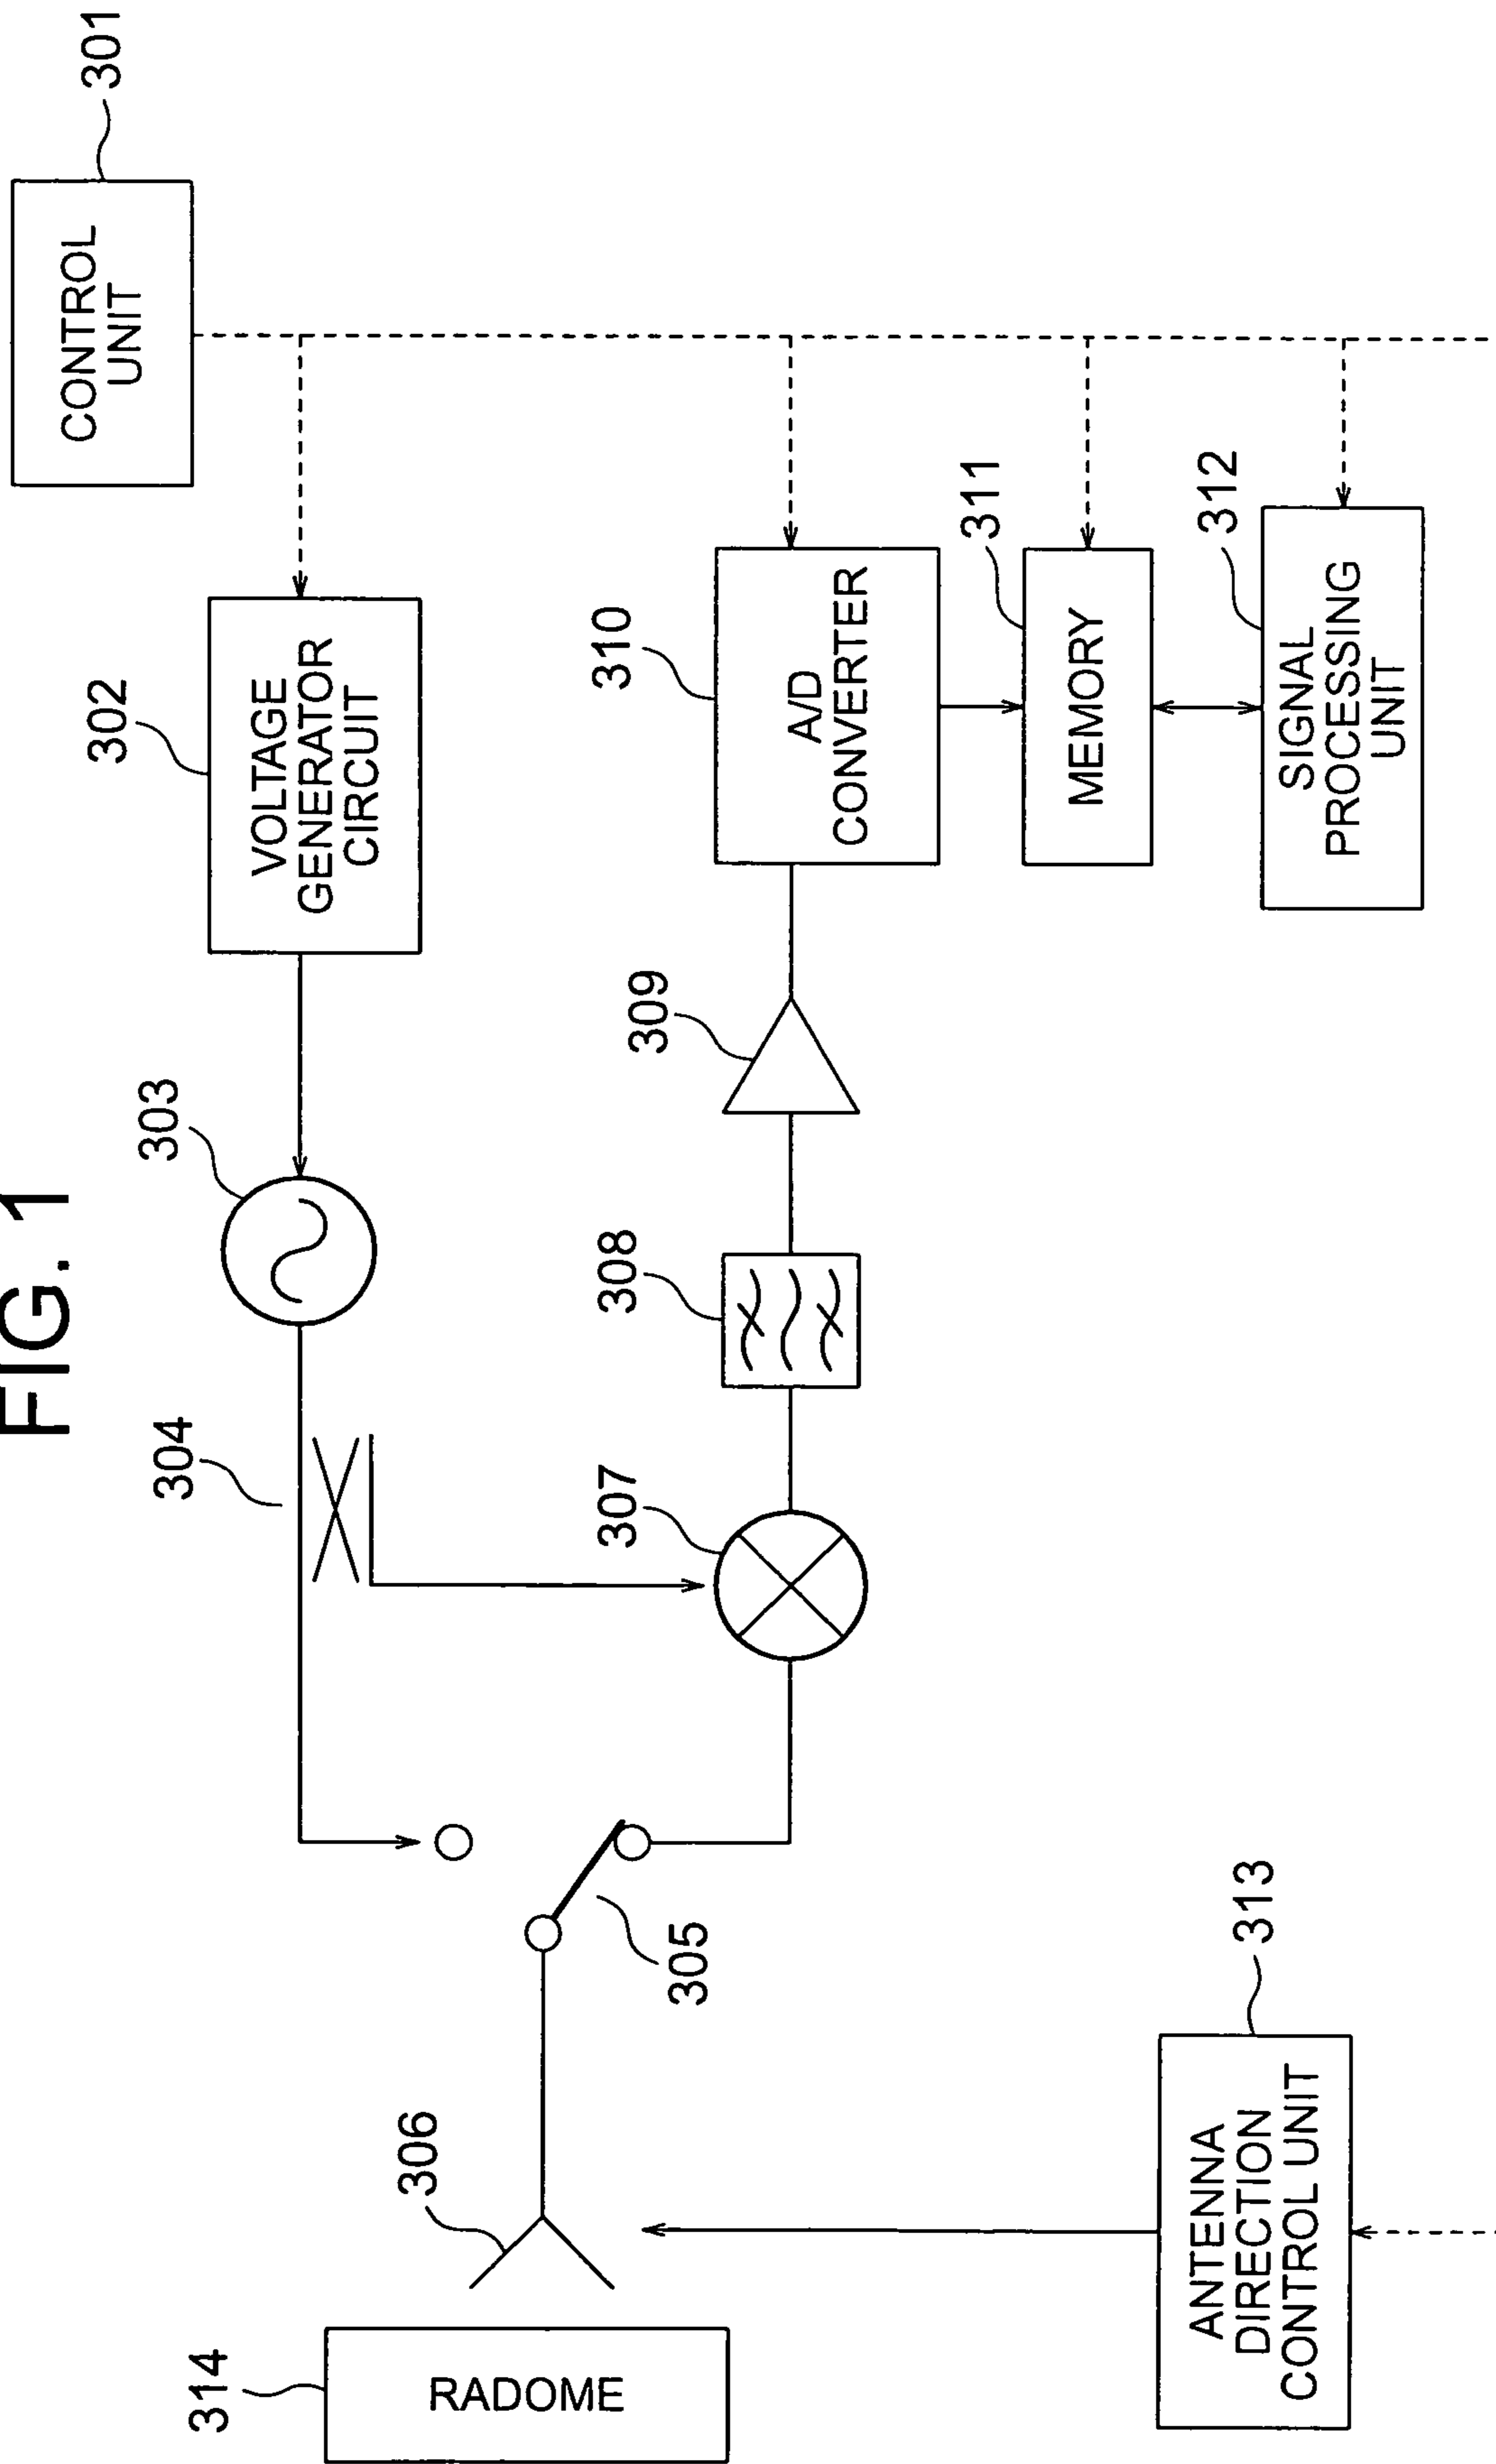 FIG. 1
301
CONTROL
UNIT
302
VOLTAGE
GENERATOR
CIRCUIT
303
304
305
306
307
308
309
310
A/D
CONVERTER
311
MEMORY
312
SIGNAL
PROCESSING
UNIT
313
ANTENNA
DIRECTION
CONTROL UNIT
314
RADOME